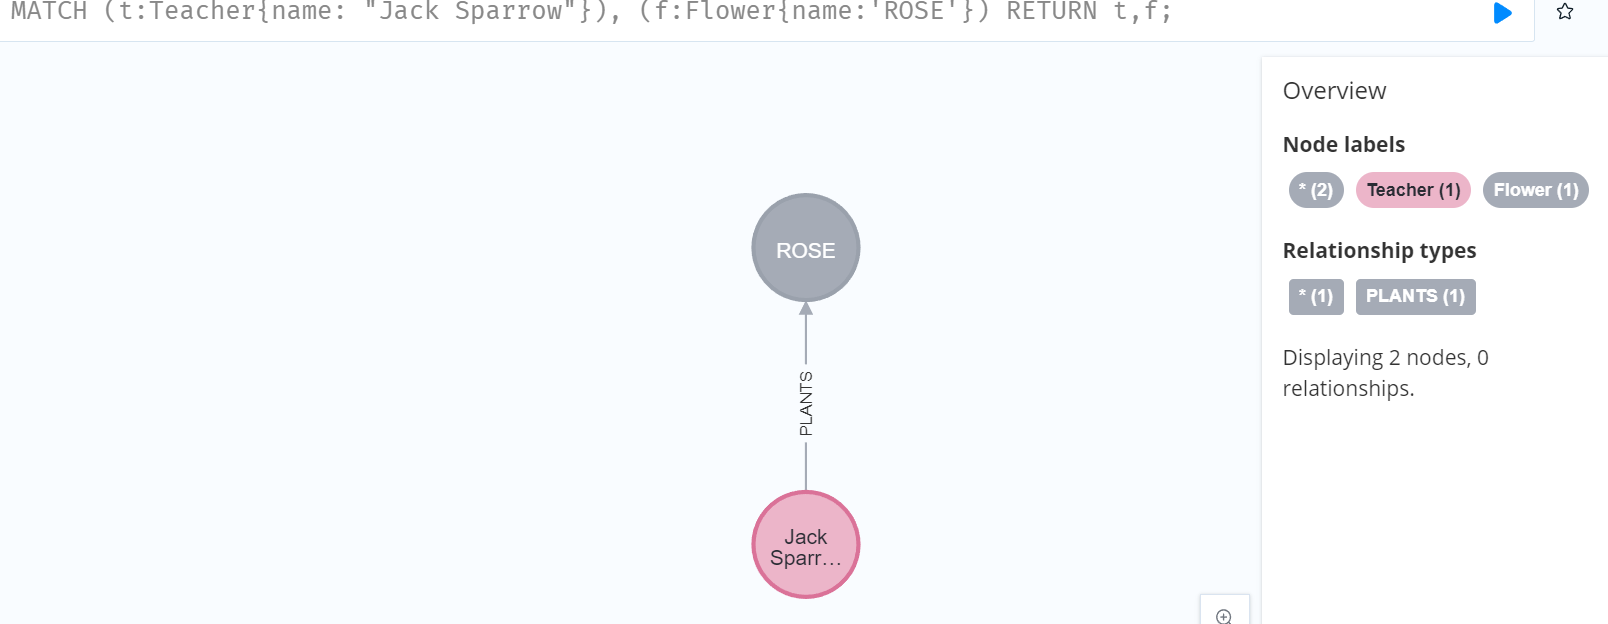 MATCH (t:Teacher{name: "Jack Sparrow"}), (f:Flower{name:'ROSE'}) RETURN t,f;
ROSE
PLANTS
Jack
Sparr…
Overview
Node labels
* (2) Teacher (1) Flower (1)
Relationship types
* (1) PLANTS (1)
Displaying 2 nodes, 0
relationships.